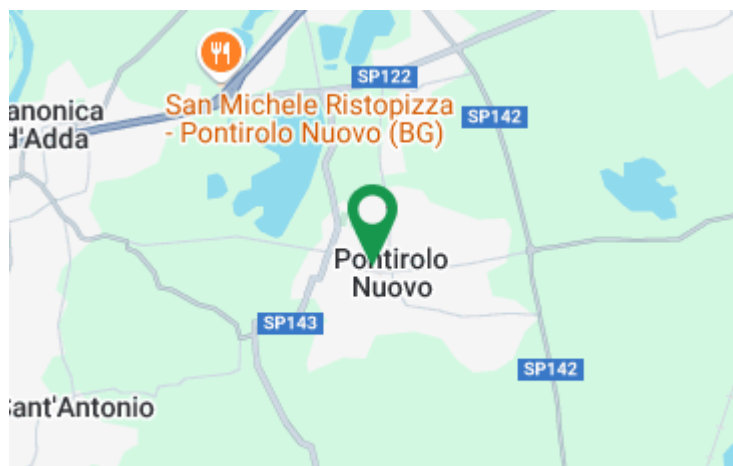 SP122
San Michele Ristopizza
- Pontirolo Nuovo (BG)
anonica
d'Adda
SP142
Pontirolo
Nuovo
SP143
SP142
Sant'Antonio